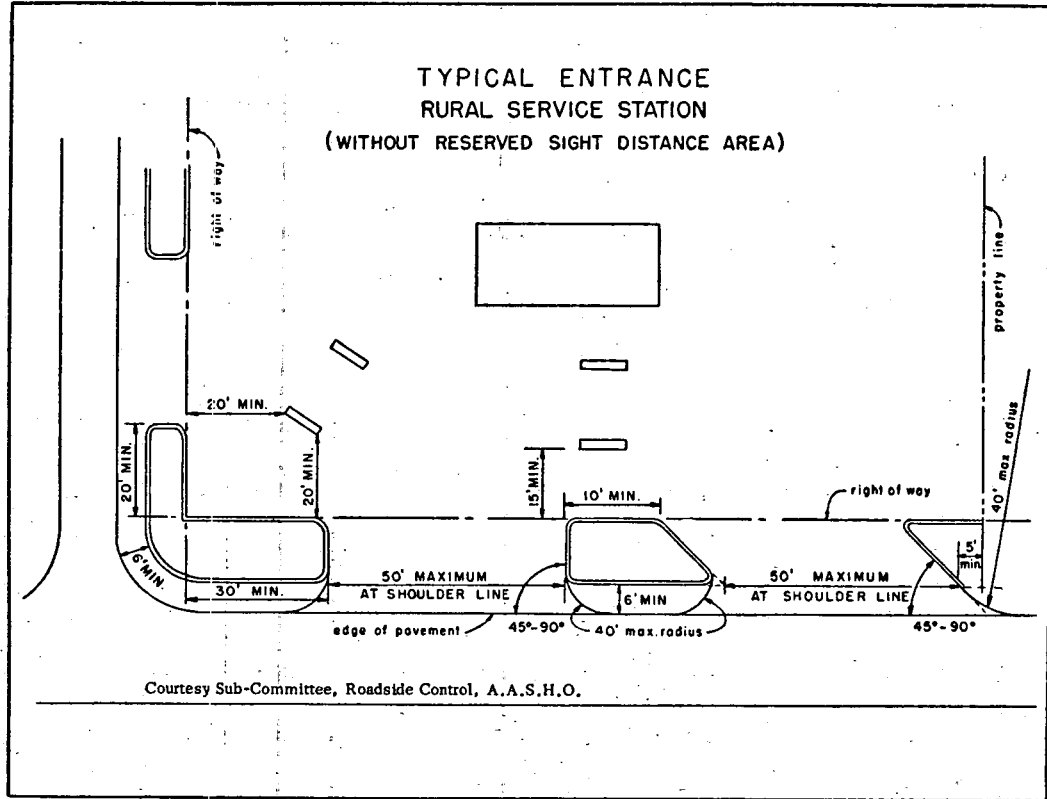 TYPICAL ENTRANCE
RURAL SERVICE STATION
(WITHOUT RESERVED SIGHT DISTANCE AREA)
right of way
property line
20' MIN.
20' MIN.
20' MIN.
15' MIN.
10' MIN.
right of way
40' max radius
5' min
6' MIN.
30' MIN.
50' MAXIMUM
AT SHOULDER LINE
6' MIN
50' MAXIMUM
AT SHOULDER LINE
edge of pavement
45°-90°
40' max. radius
45°-90°
Courtesy Sub-Committee, Roadside Control, A.A.S.H.O.